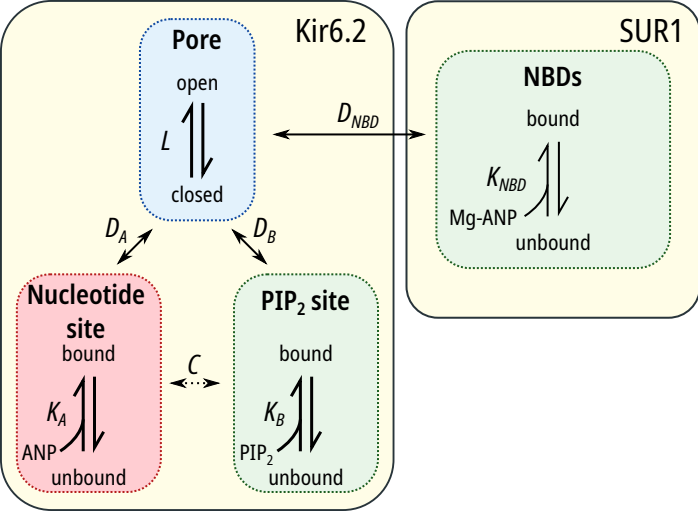 Kir6.2
SUR1
Pore
open
L
closed
D_NBD
NBDs
bound
K_NBD
Mg-ANP
unbound
D_A
D_B
Nucleotide
site
bound
K_A
ANP
unbound
C
PIP₂ site
bound
K_B
PIP₂
unbound